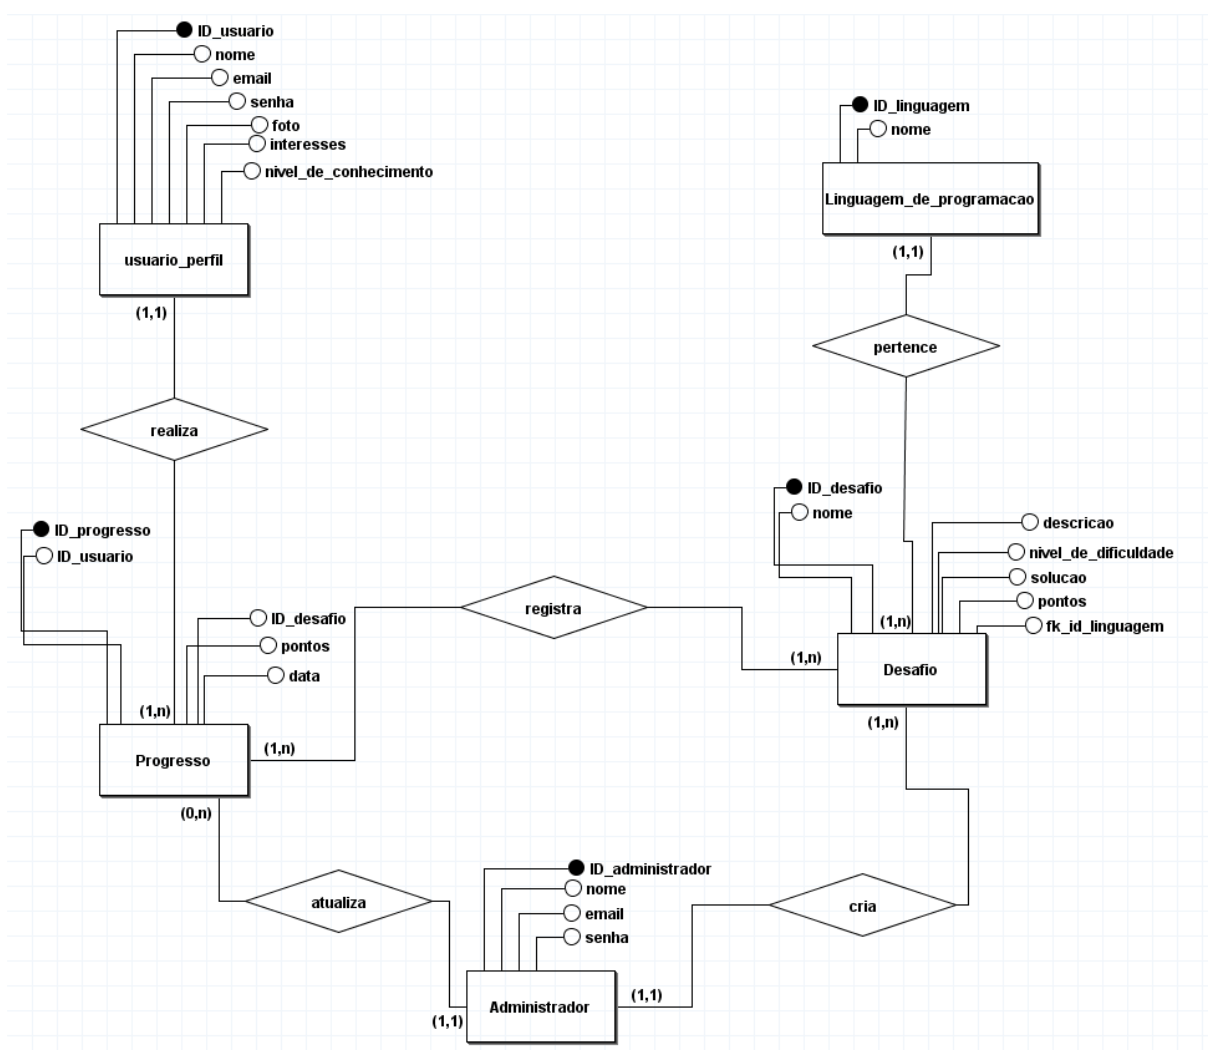 ID_usuario
nome
email
senha
foto
interesses
nivel_de_conhecimento
usuario_perfil
(1,1)
realiza
ID_linguagem
nome
Linguagem_de_programacao
(1,1)
pertence
ID_progresso
ID_usuario
ID_desafio
pontos
data
(1,n)
Progresso
(1,n)
(0,n)
registra
ID_desafio
nome
descricao
nivel_de_dificuldade
solucao
pontos
fk_id_linguagem
(1,n)
(1,n)
Desafio
(1,n)
atualiza
ID_administrador
nome
email
senha
Administrador
(1,1)
(1,1)
cria